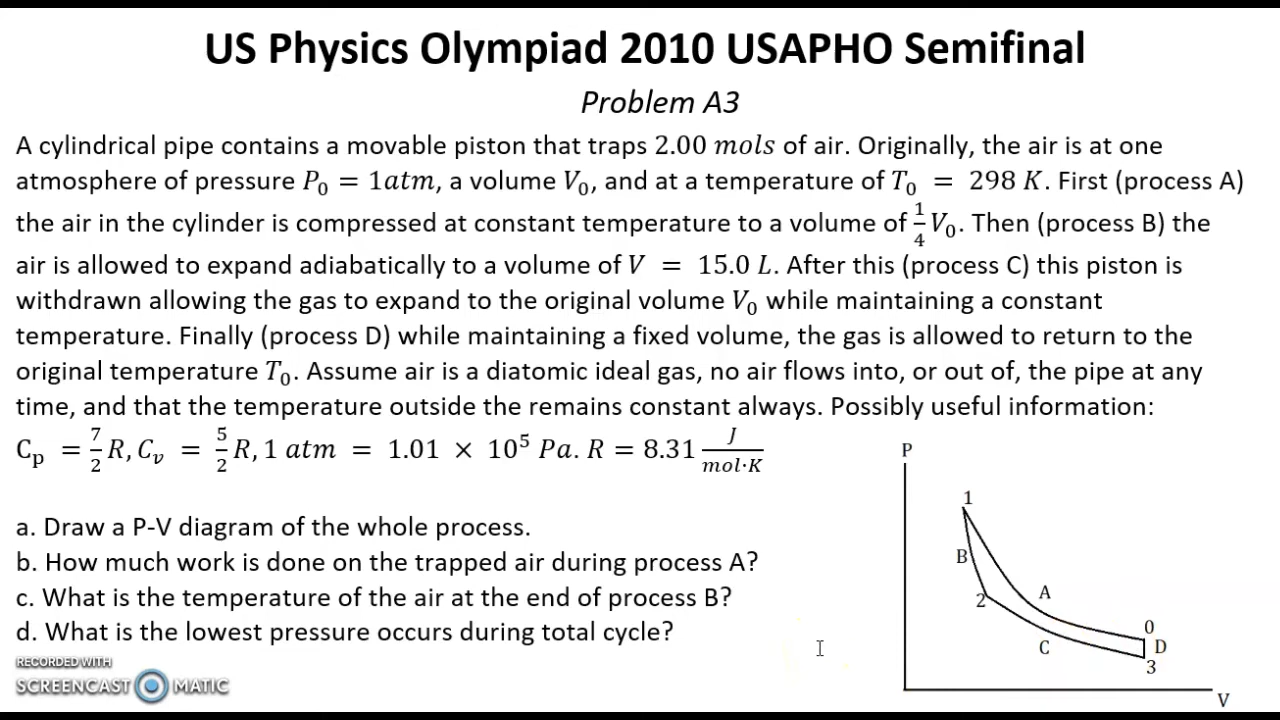 US Physics Olympiad 2010 USAPHO Semifinal
Problem A3
A cylindrical pipe contains a movable piston that traps 2.00 mols of air. Originally, the air is at one
atmosphere of pressure P₀ = 1atm, a volume V₀, and at a temperature of T₀ = 298 K. First (process A)
the air in the cylinder is compressed at constant temperature to a volume of 1/4 V₀. Then (process B) the
air is allowed to expand adiabatically to a volume of V = 15.0 L. After this (process C) this piston is
withdrawn allowing the gas to expand to the original volume V₀ while maintaining a constant
temperature. Finally (process D) while maintaining a fixed volume, the gas is allowed to return to the
original temperature T₀. Assume air is a diatomic ideal gas, no air flows into, or out of, the pipe at any
time, and that the temperature outside the remains constant always. Possibly useful information:
Cₚ = 7/2 R, Cᵥ = 5/2 R, 1 atm = 1.01 × 10⁵ Pa. R = 8.31 J/mol·K
a. Draw a P-V diagram of the whole process.
b. How much work is done on the trapped air during process A?
c. What is the temperature of the air at the end of process B?
d. What is the lowest pressure occurs during total cycle?
P
1
B
A
2
0
C
D
3
V
RECORDED WITH
SCREENCAST MATIC